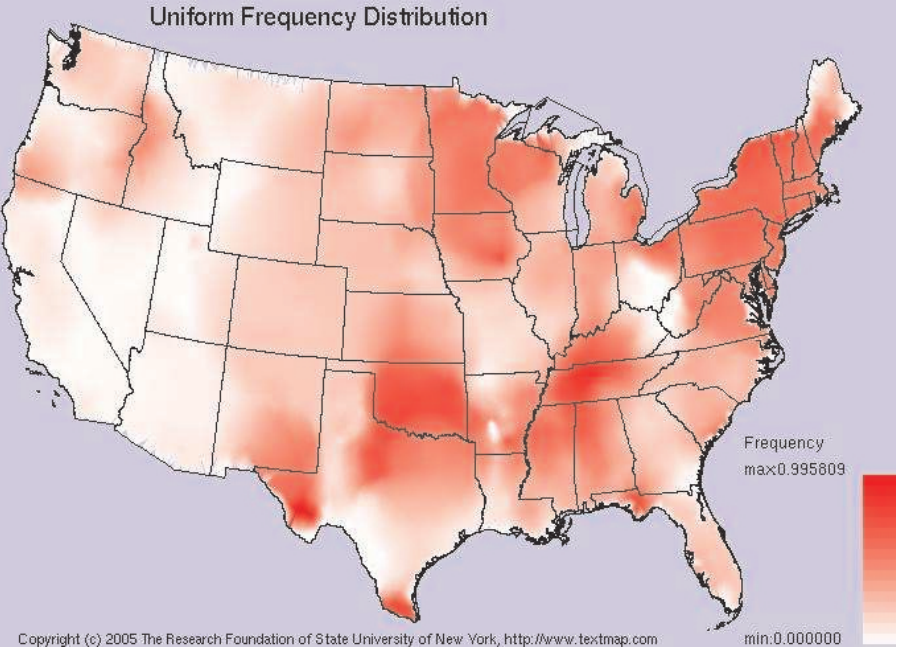 Uniform Frequency Distribution
Frequency
max:0.995809
min:0.000000
Copyright (c) 2005 The Research Foundation of State University of New York, http://www.textmap.com